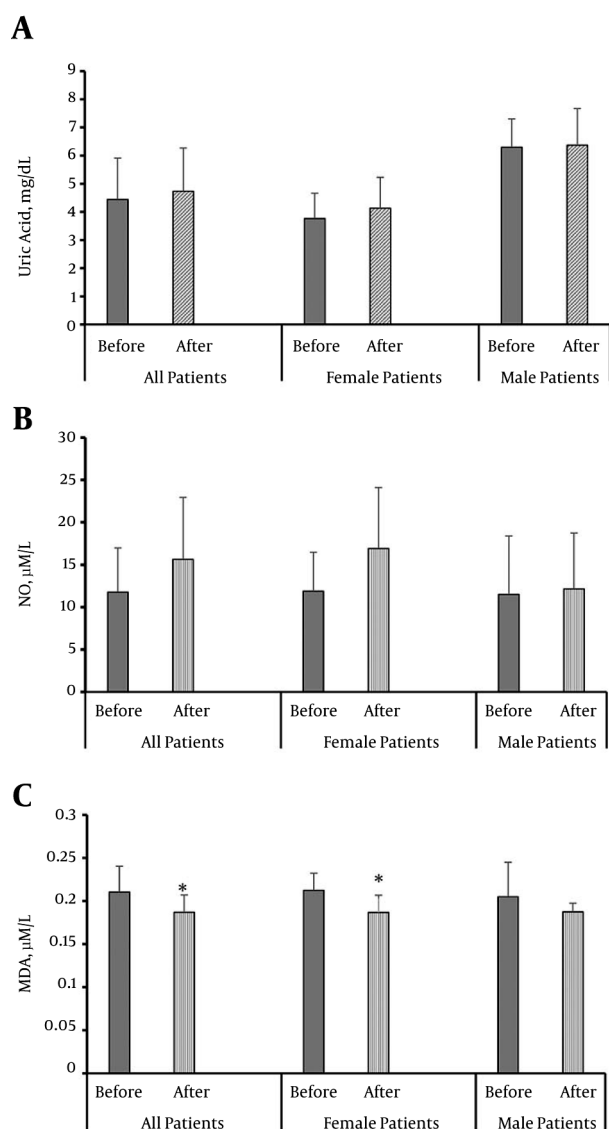 A
9
8
7
6
5
4
3
2
1
0
Uric Acid, mg/dL
Before After Before After Before After
All Patients Female Patients Male Patients
B
30
25
20
15
10
5
0
NO, µM/L
Before After Before After Before After
All Patients Female Patients Male Patients
C
0.3
0.25
0.2
0.15
0.1
0.05
0
MDA, µM/L
* *
Before After Before After Before After
All Patients Female Patients Male Patients